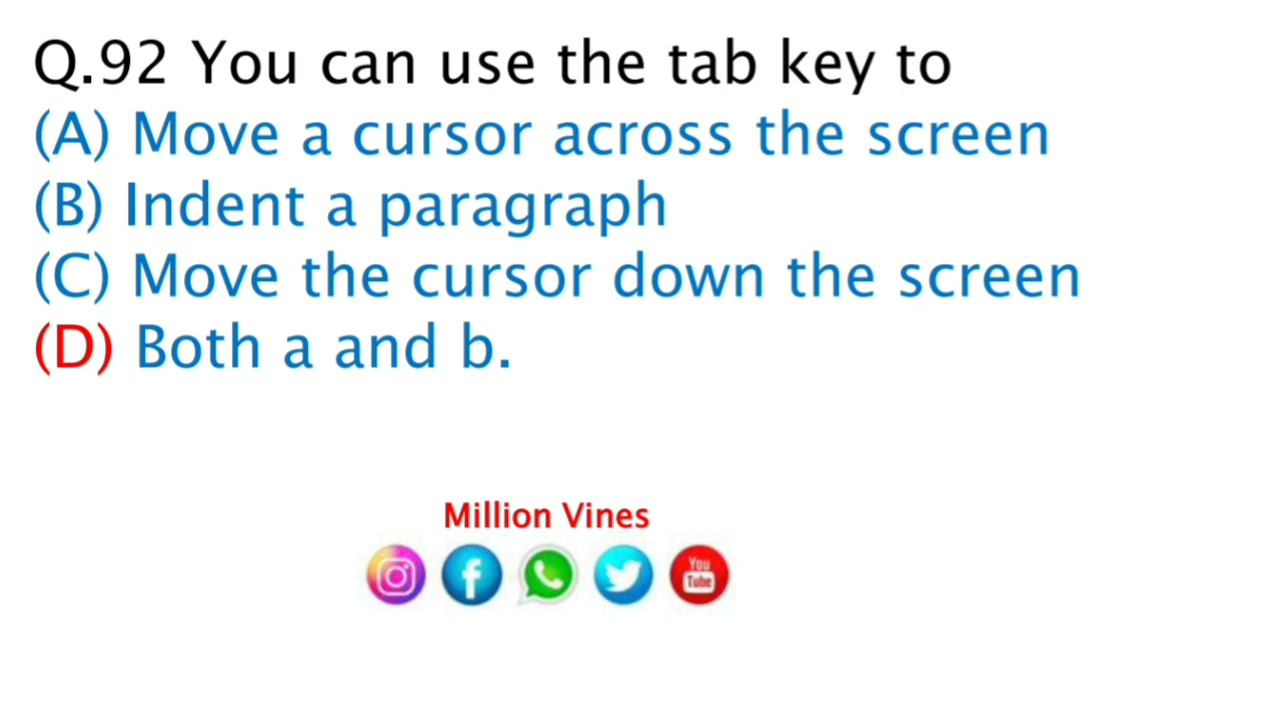 Q.92 You can use the tab key to
(A) Move a cursor across the screen
(B) Indent a paragraph
(C) Move the cursor down the screen
(D) Both a and b.
Million Vines
You
Tube